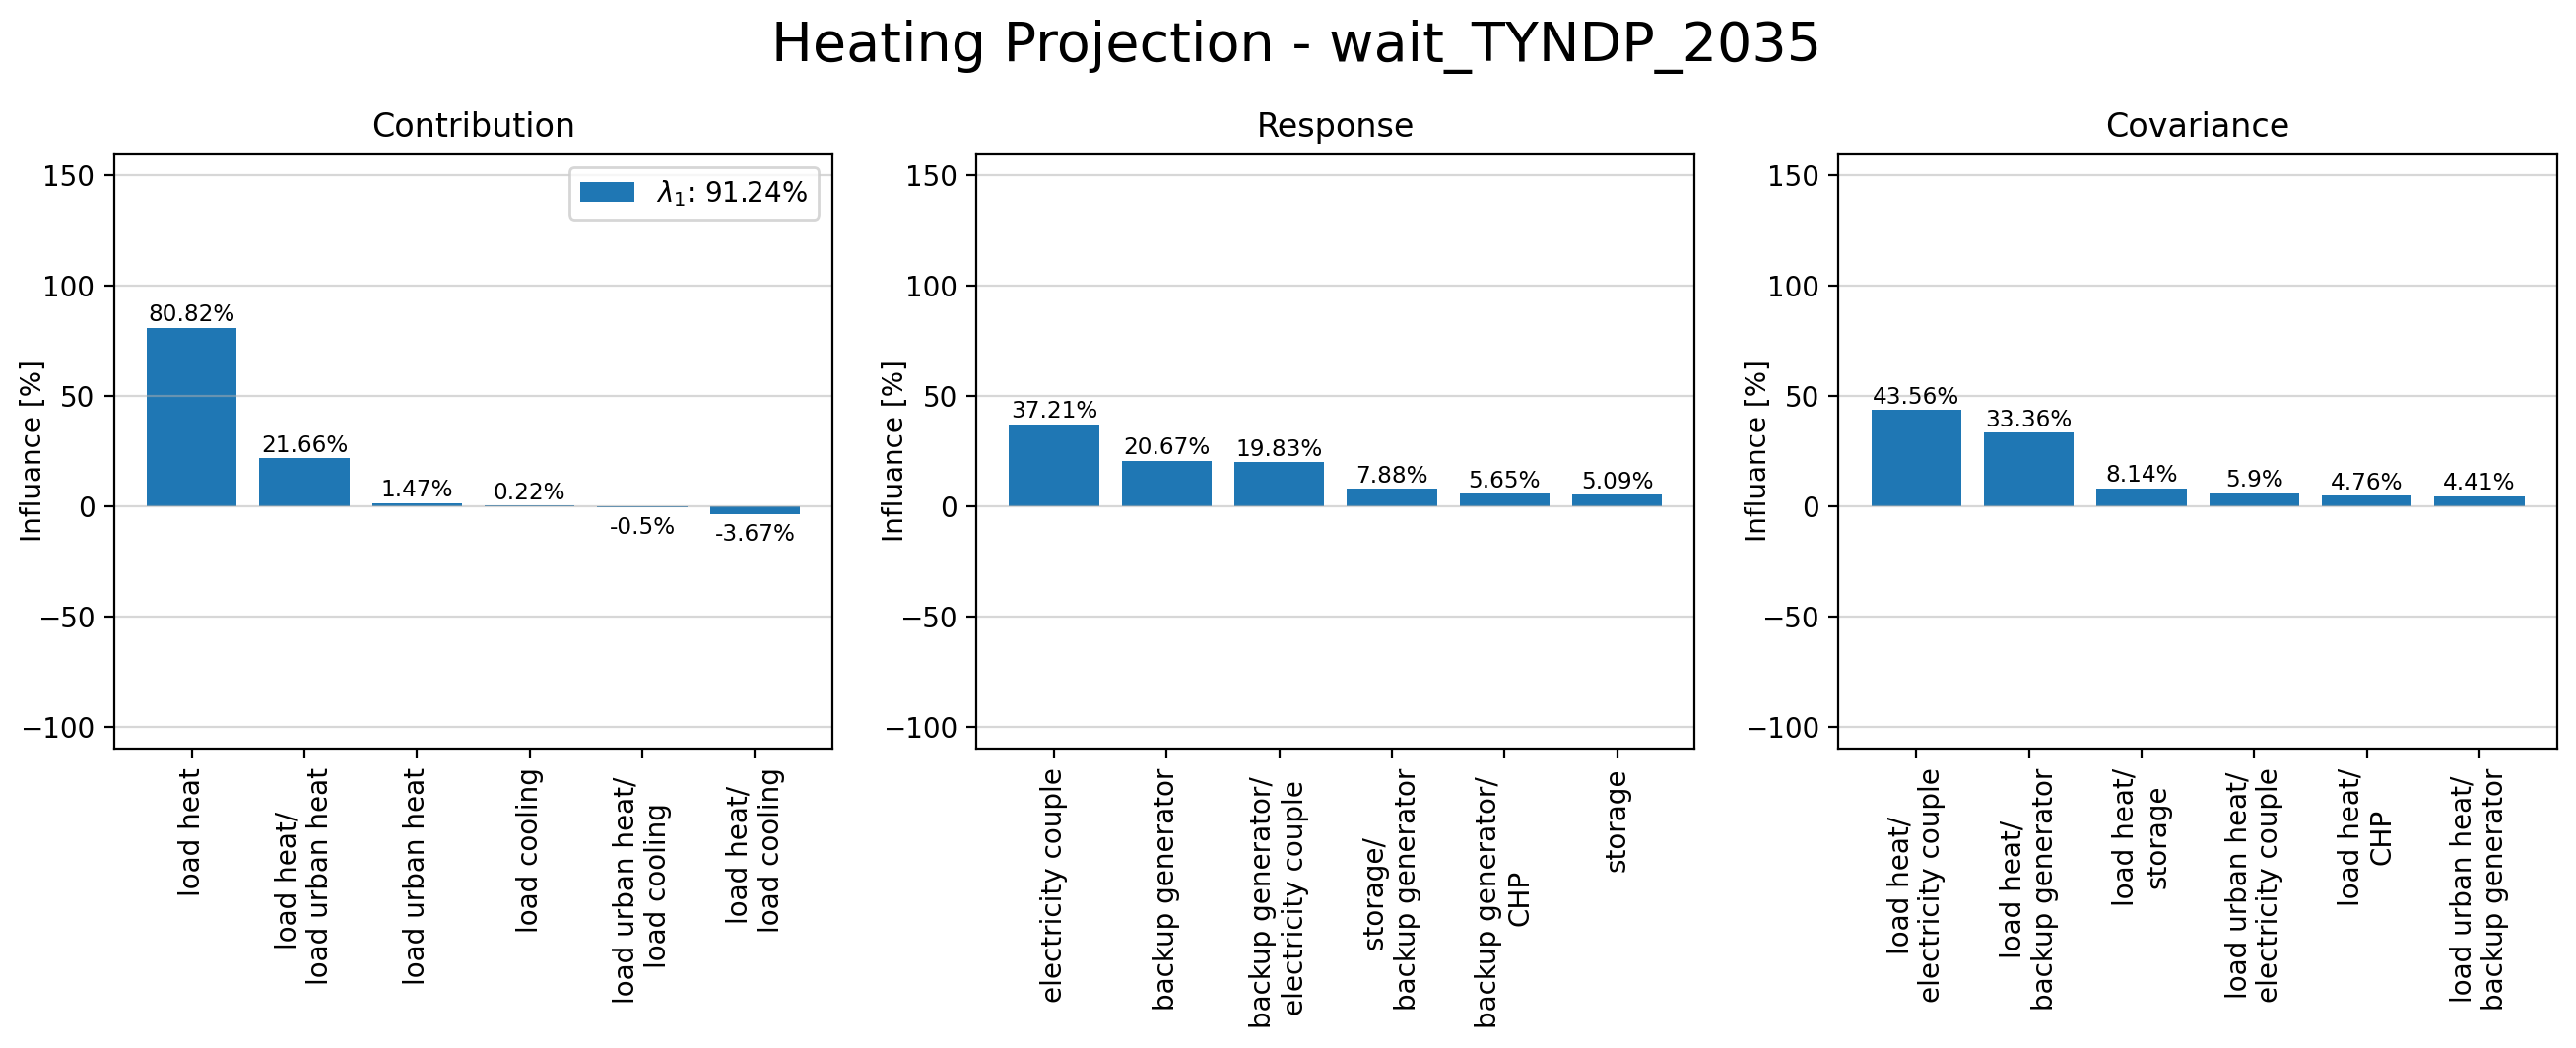 Heating Projection - wait_TYNDP_2035
Contribution
Influance [%]
150
100
50
0
−50
−100
λ1: 91.24%
80.82%
21.66%
1.47%
0.22%
-0.5%
-3.67%
load heat
load heat/
load urban heat
load urban heat
load cooling
load urban heat/
load cooling
load heat/
load cooling
Response
Influance [%]
150
100
50
0
−50
−100
37.21%
20.67%
19.83%
7.88%
5.65%
5.09%
electricity couple
backup generator
backup generator/
electricity couple
storage/
backup generator
backup generator/
CHP
storage
Covariance
Influance [%]
150
100
50
0
−50
−100
43.56%
33.36%
8.14%
5.9%
4.76%
4.41%
load heat/
electricity couple
load heat/
backup generator
load heat/
storage
load urban heat/
electricity couple
load heat/
CHP
load urban heat/
backup generator